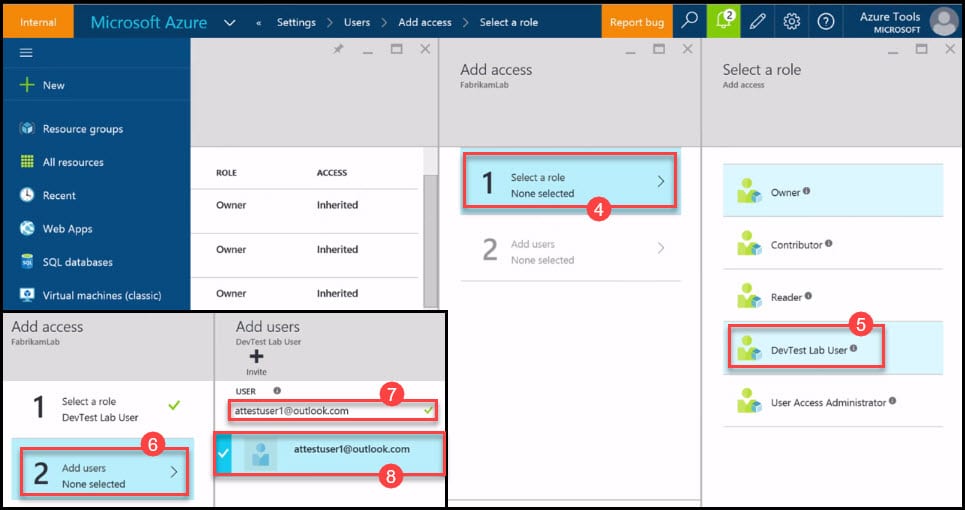 Internal
Microsoft Azure
« Settings > Users > Add access > Select a role
Report bug
2
Azure Tools
MICROSOFT
New
Resource groups
All resources
Recent
Web Apps
SQL
SQL databases
Virtual machines (classic)
ROLE ACCESS
Owner Inherited
Owner Inherited
Owner Inherited
Add access
FabrikamLab
1
Select a role
None selected
4
2
Add users
None selected
Select a role
Add access
Owner
Contributor
Reader
5
DevTest Lab User
User Access Administrator
Add access
FabrikamLab
1
Select a role
DevTest Lab User
6
2
Add users
None selected
Add users
DevTest Lab User
Invite
USER
7
attestuser1@outlook.com
attestuser1@outlook.com
8